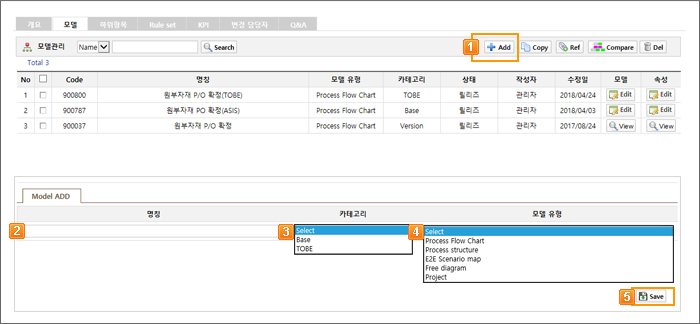 개요 모델 하위항목 Rule set KPI 변경 담당자 Q&A
모델관리 Name Search 1 Add Copy Ref Compare Del
Total 3
No Code 명칭 모델 유형 카테고리 상태 작성자 수정일 모델 속성
1 900800 원부자재 P/O 확정(TOBE) Process Flow Chart TOBE 릴리즈 관리자 2018/04/24 Edit Edit
2 900787 원부자재 PO 확정(ASIS) Process Flow Chart Base 릴리즈 관리자 2018/04/03 Edit Edit
3 900037 원부자재 P/O 확정 Process Flow Chart Version 릴리즈 관리자 2017/08/24 View View
Model ADD
명칭 카테고리 모델 유형
2 3 Select 4 Select
Base Process Flow Chart
TOBE Process structure
E2E Scenario map
Free diagram
Project
5 Save